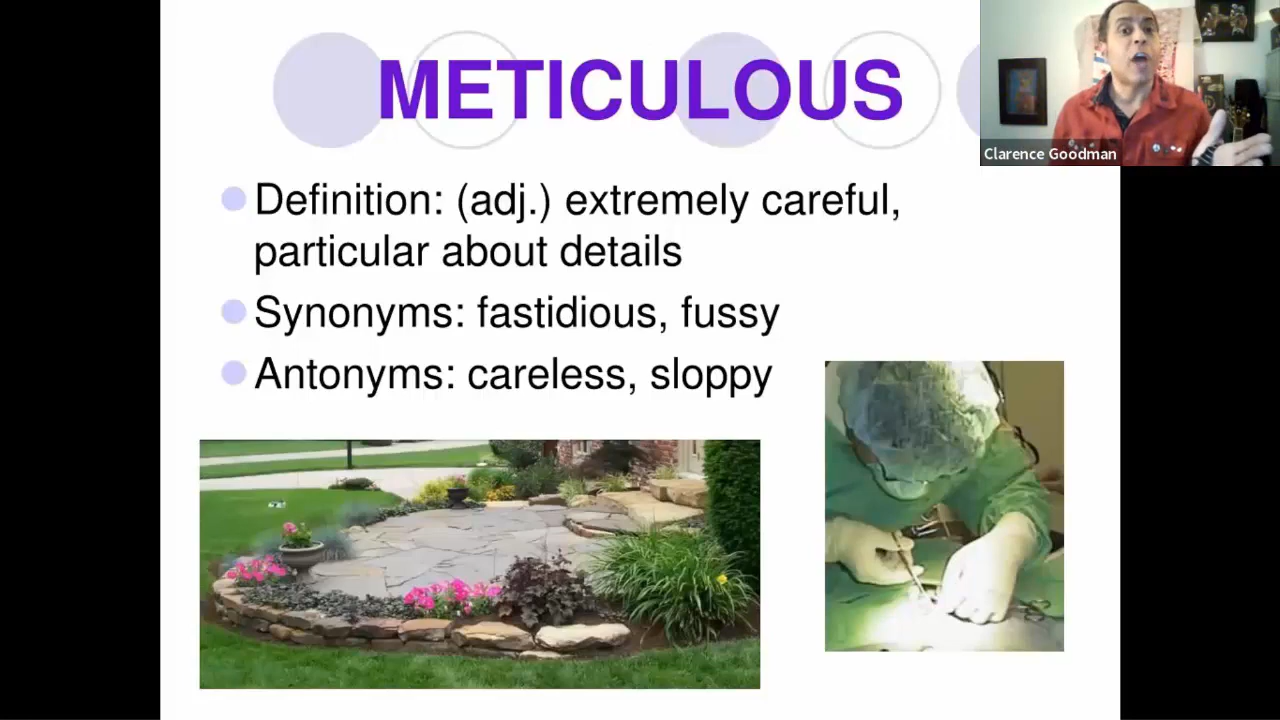 METICULOUS
Clarence Goodman
Definition: (adj.) extremely careful,
particular about details
Synonyms: fastidious, fussy
Antonyms: careless, sloppy